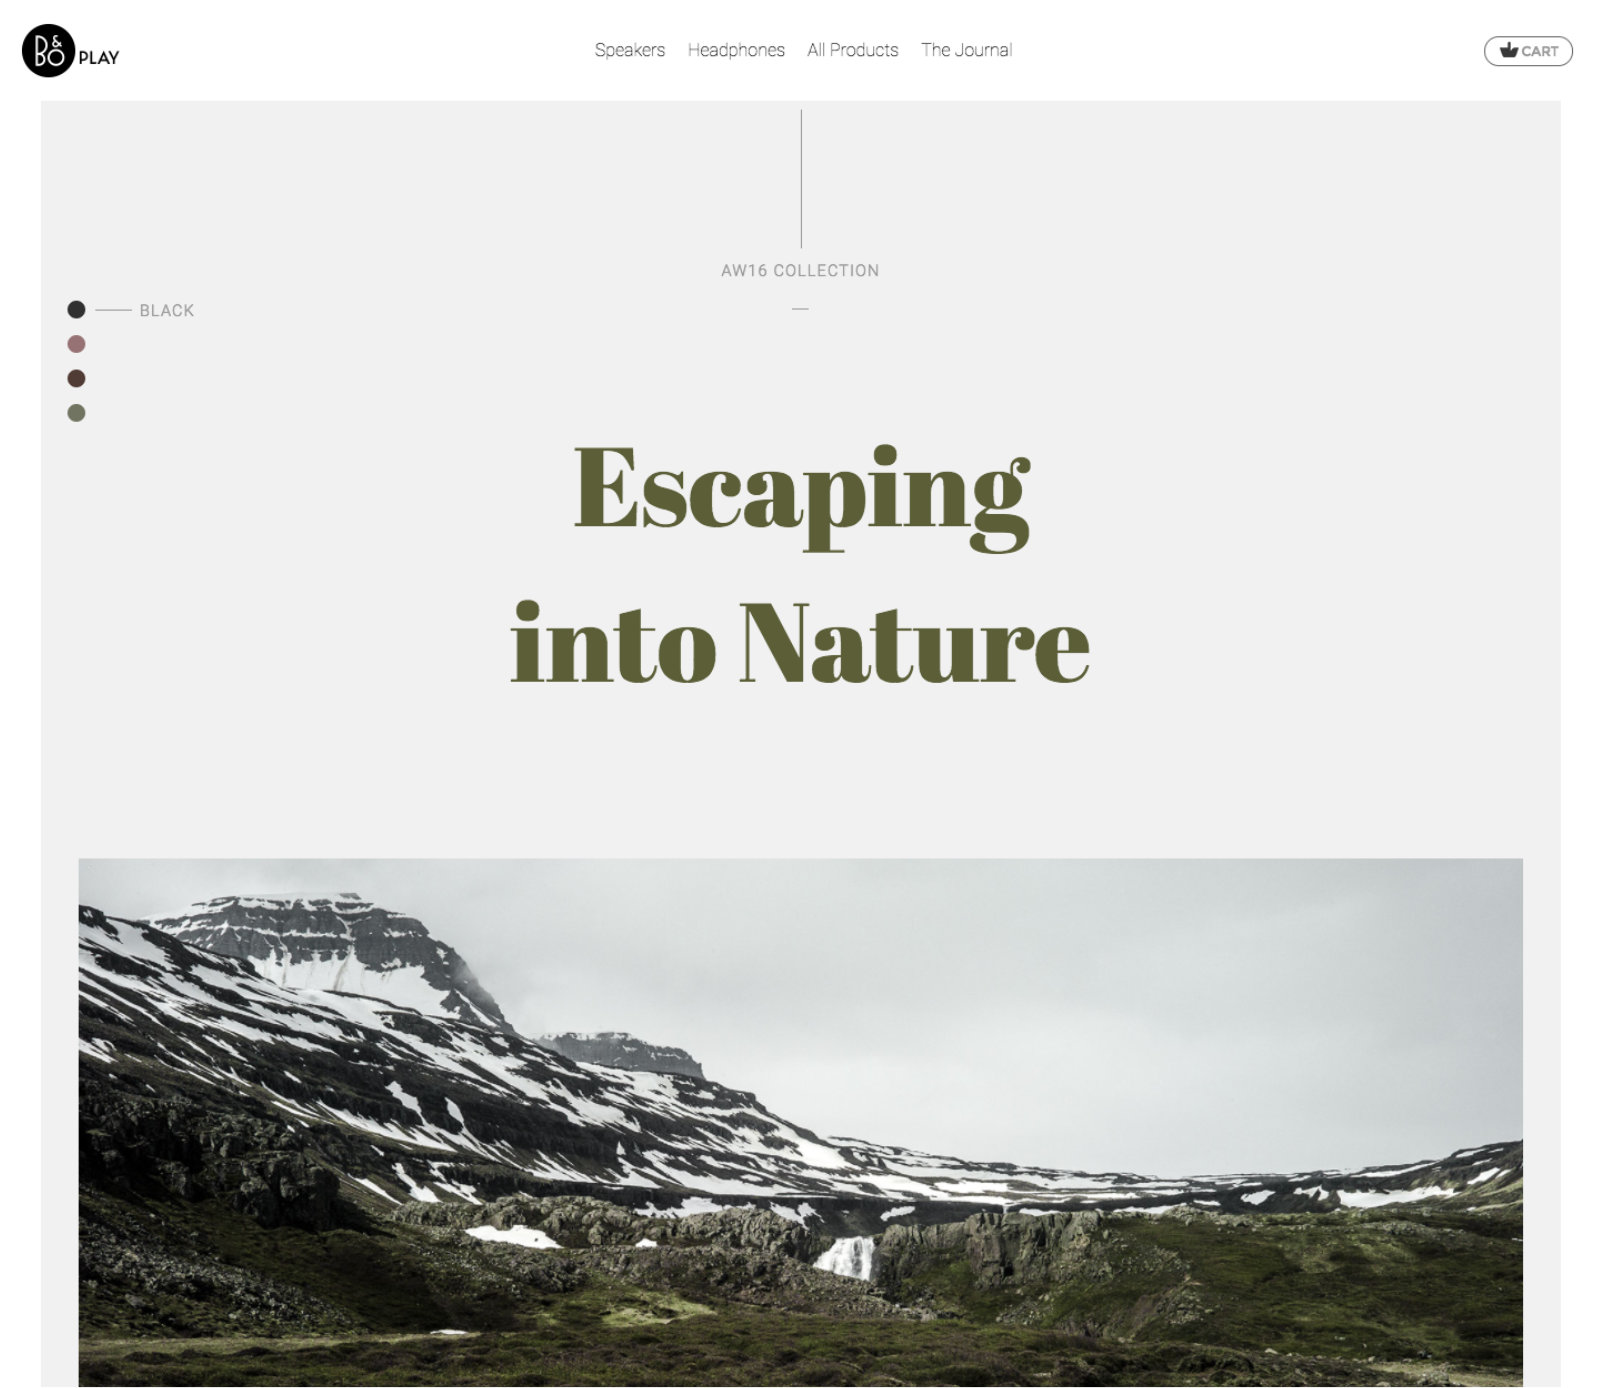 B&O PLAY
Speakers Headphones All Products The Journal
CART
AW16 COLLECTION
BLACK
Escaping
into Nature